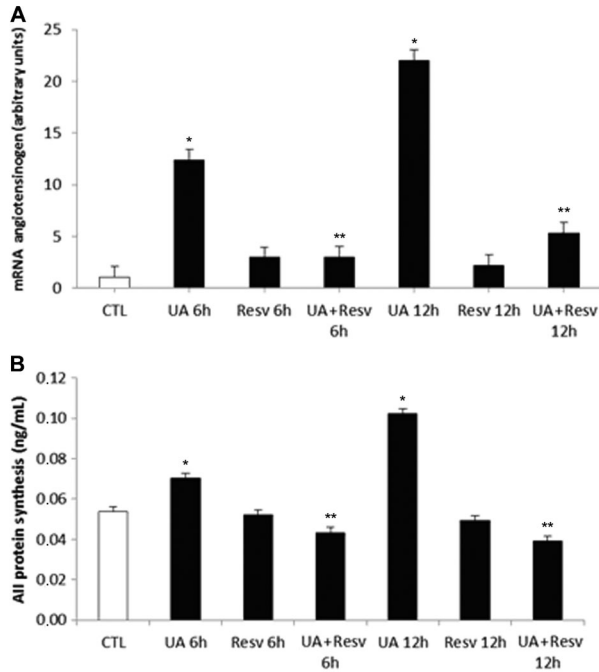 A
mRNA angiotensinogen (arbitrary units)
25
20
15
10
5
0
*
**
*
**
CTL
UA 6h
Resv 6h
UA+Resv
6h
UA 12h
Resv 12h
UA+Resv
12h
B
All protein synthesis (ng/mL)
0.12
0.10
0.08
0.06
0.04
0.02
0.00
*
**
*
**
CTL
UA 6h
Resv 6h
UA+Resv
6h
UA 12h
Resv 12h
UA+Resv
12h